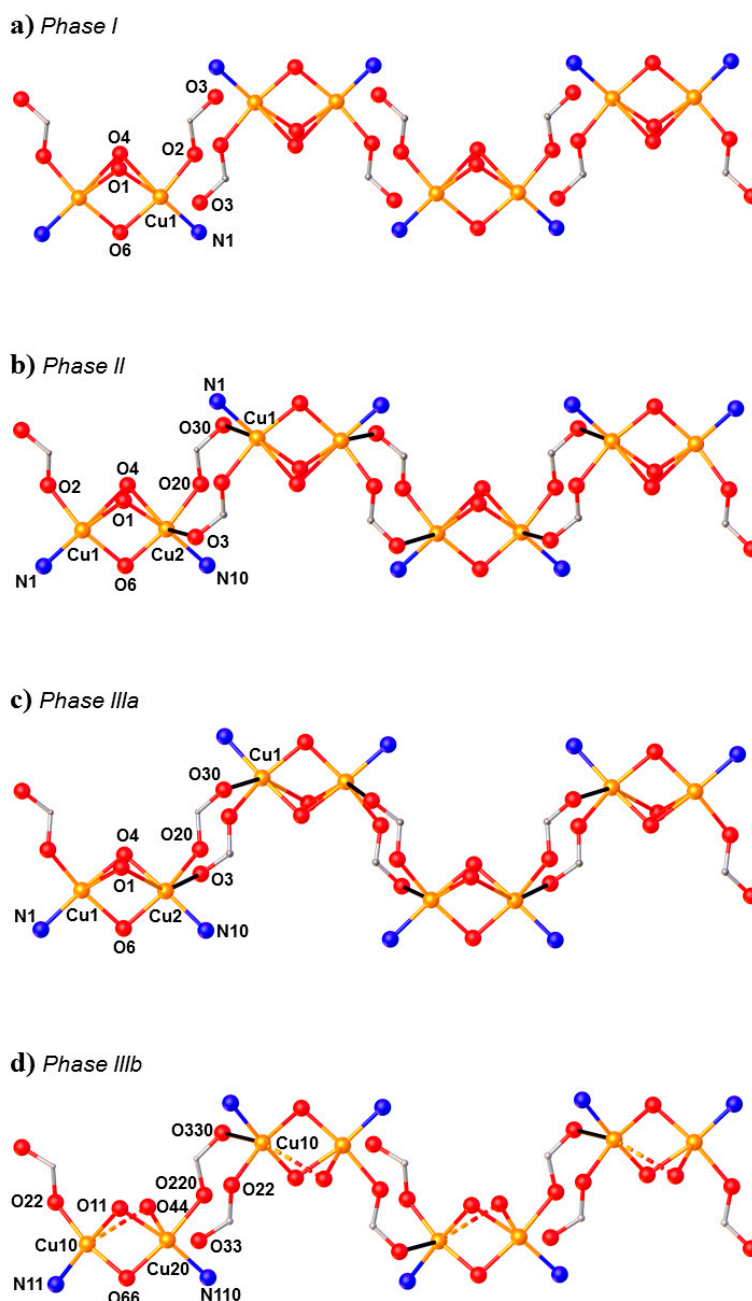 a) Phase I
O3
O4
O2
O1
O3
Cu1
N1
O6
b) Phase II
N1
Cu1
O30
O4
O2
O20
O1
O3
Cu1
Cu2
N1
N10
O6
c) Phase IIIa
Cu1
O30
O4
O20
O1
O3
N1
Cu1
Cu2
N10
O6
d) Phase IIIb
O330
Cu10
O220
O22
O22
O11
O44
O33
Cu10
Cu20
N11
O66
N110